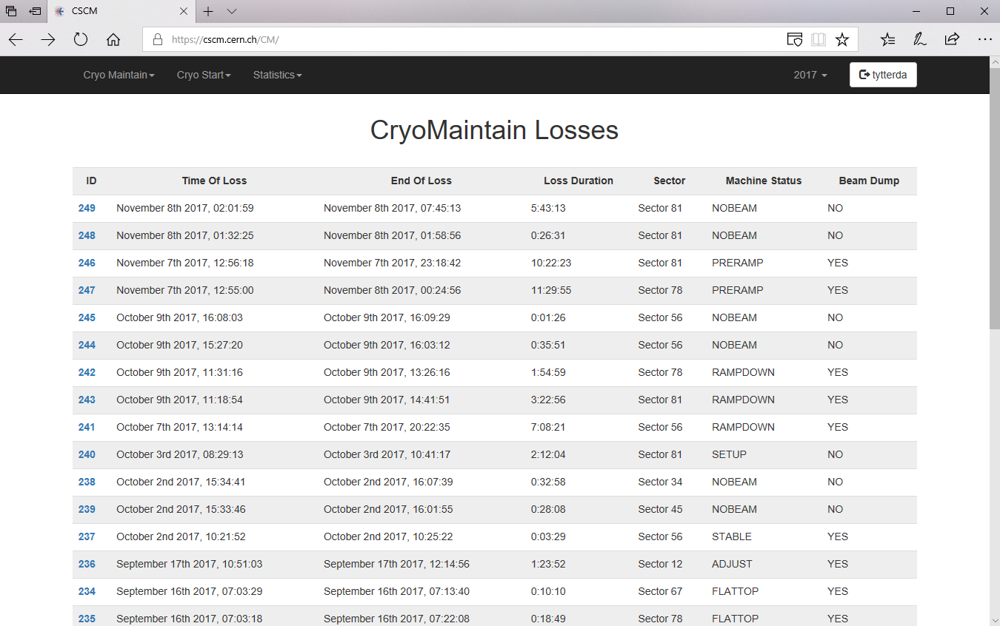 CSCM
https://cscm.cern.ch/CM/
Cryo Maintain Cryo Start Statistics 2017 tytterda
CryoMaintain Losses
ID Time Of Loss End Of Loss Loss Duration Sector Machine Status Beam Dump
249 November 8th 2017, 02:01:59 November 8th 2017, 07:45:13 5:43:13 Sector 81 NOBEAM NO
248 November 8th 2017, 01:32:25 November 8th 2017, 01:58:56 0:26:31 Sector 81 NOBEAM NO
246 November 7th 2017, 12:56:18 November 7th 2017, 23:18:42 10:22:23 Sector 81 PRERAMP YES
247 November 7th 2017, 12:55:00 November 8th 2017, 00:24:56 11:29:55 Sector 78 PRERAMP YES
245 October 9th 2017, 16:08:03 October 9th 2017, 16:09:29 0:01:26 Sector 56 NOBEAM NO
244 October 9th 2017, 15:27:20 October 9th 2017, 16:03:12 0:35:51 Sector 56 NOBEAM NO
242 October 9th 2017, 11:31:16 October 9th 2017, 13:26:16 1:54:59 Sector 78 RAMPDOWN YES
243 October 9th 2017, 11:18:54 October 9th 2017, 14:41:51 3:22:56 Sector 81 RAMPDOWN YES
241 October 7th 2017, 13:14:14 October 7th 2017, 20:22:35 7:08:21 Sector 56 RAMPDOWN YES
240 October 3rd 2017, 08:29:13 October 3rd 2017, 10:41:17 2:12:04 Sector 81 SETUP NO
238 October 2nd 2017, 15:34:41 October 2nd 2017, 16:07:39 0:32:58 Sector 34 NOBEAM NO
239 October 2nd 2017, 15:33:46 October 2nd 2017, 16:01:55 0:28:08 Sector 45 NOBEAM NO
237 October 2nd 2017, 10:21:52 October 2nd 2017, 10:25:22 0:03:29 Sector 56 STABLE YES
236 September 17th 2017, 10:51:03 September 17th 2017, 12:14:56 1:23:52 Sector 12 ADJUST YES
234 September 16th 2017, 07:03:29 September 16th 2017, 07:13:40 0:10:10 Sector 67 FLATTOP YES
235 September 16th 2017, 07:03:18 September 16th 2017, 07:22:08 0:18:49 Sector 78 FLATTOP YES